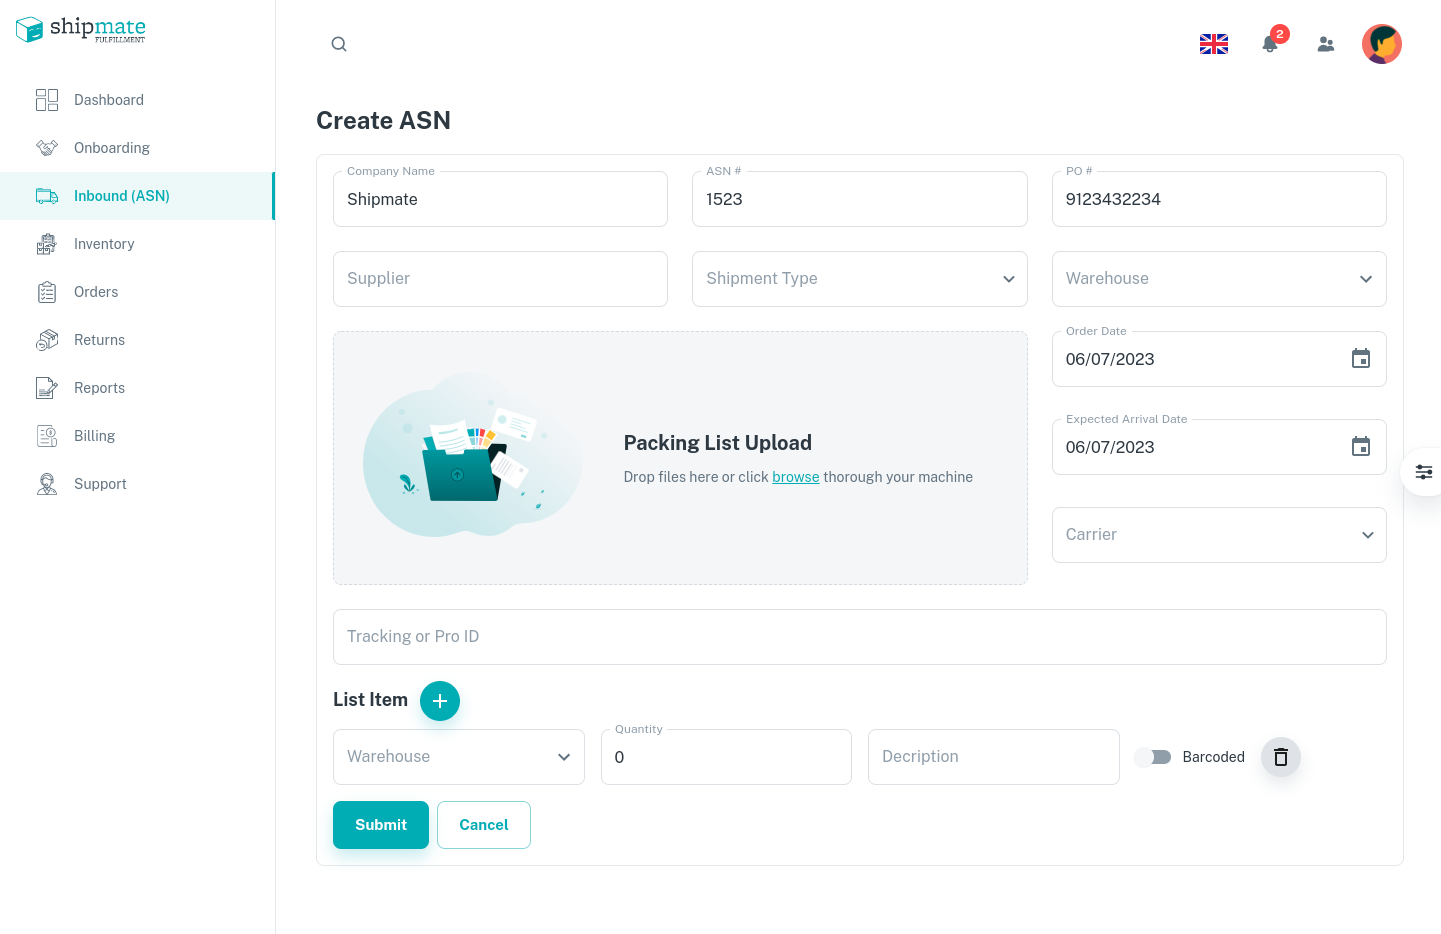 shipmate
FULFILLMENT
2
Dashboard
Onboarding
Inbound (ASN)
Inventory
Orders
Returns
Reports
Billing
Support
Create ASN
Company Name
Shipmate
ASN #
1523
PO #
9123432234
Supplier
Shipment Type
Warehouse
Packing List Upload
Drop files here or click browse thorough your machine
Order Date
06/07/2023
Expected Arrival Date
06/07/2023
Carrier
Tracking or Pro ID
List Item
Warehouse
Quantity
0
Decription
Barcoded
Submit
Cancel